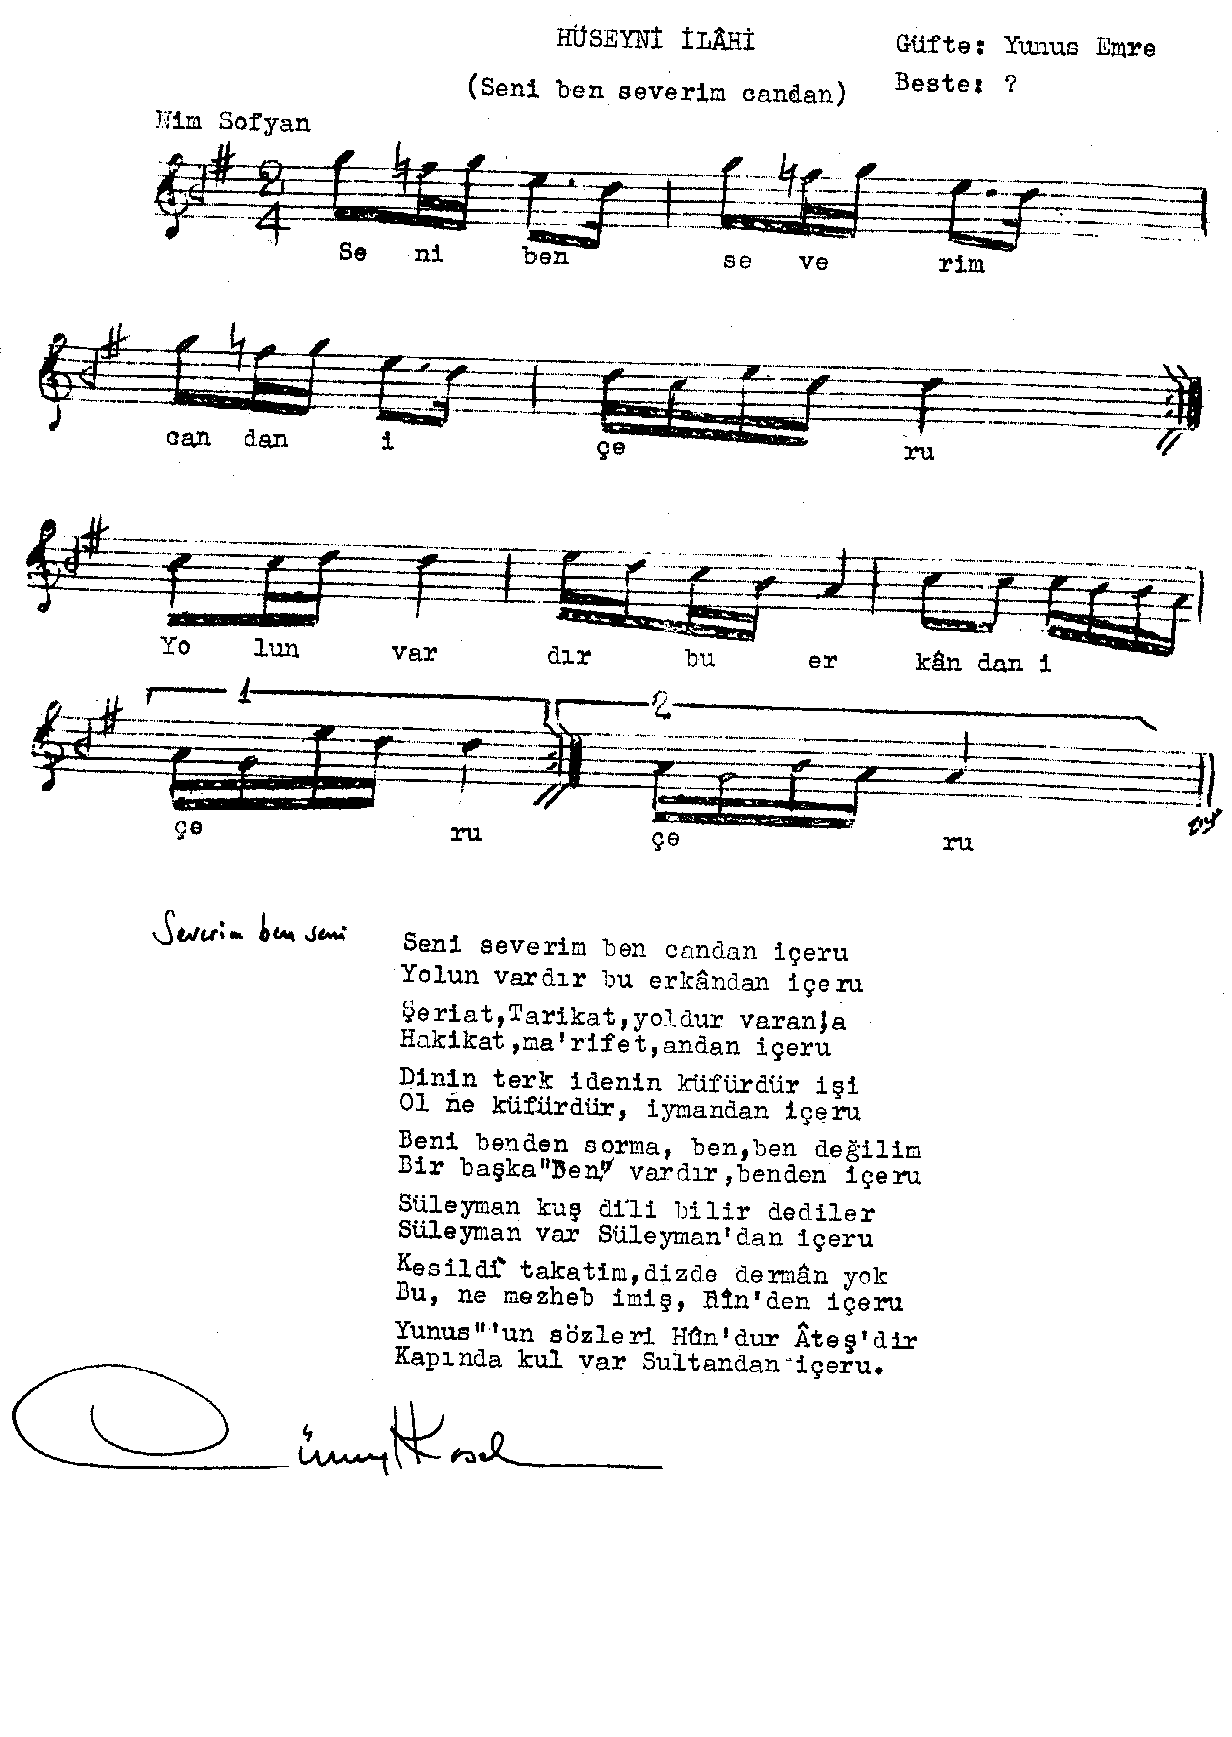 HÜSEYNİ İLÂHİ
Güfte: Yunus Emre
(Seni ben severim candan)
Beste: ?
Nim Sofyan
2
4
Se ni ben se ve rim
can dan i çe ru
Yo lun var dır bu er kân dan i
1 2
çe ru çe ru
Severim ben seni
Seni severim ben candan içeru
Yolun vardır bu erkândan içeru
Şeriat,Tarikat,yoldur varanla
Hakikat,ma'rifet,andan içeru
Dinin terk idenin küfürdür işi
Ol ne küfürdür, iymandan içeru
Beni benden sorma, ben,ben değilim
Bir başka"Ben" vardır,benden içeru
Süleyman kuş dili bilir dediler
Süleyman var Süleyman'dan içeru
Kesildi takatim,dizde dermân yok
Bu, ne mezheb imiş, Dîn'den içeru
Yunus"'un sözleri Hûn'dur Âteş'dir
Kapında kul var Sultandan içeru.